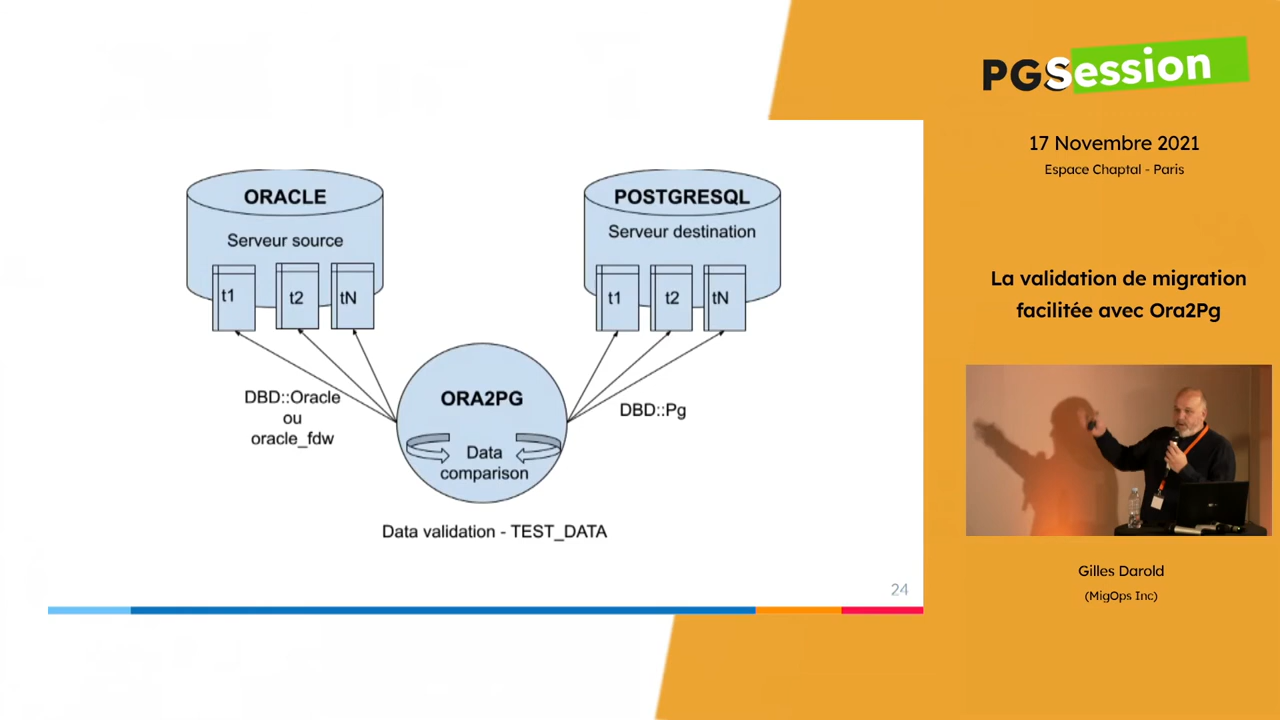 PGSession
17 Novembre 2021
Espace Chaptal - Paris
La validation de migration
facilitée avec Ora2Pg
Gilles Darold
(MigOps Inc)
ORACLE
Serveur source
t1
t2
tN
POSTGRESQL
Serveur destination
t1
t2
tN
DBD::Oracle
ou
oracle_fdw
ORA2PG
Data
comparison
DBD::Pg
Data validation - TEST_DATA
24